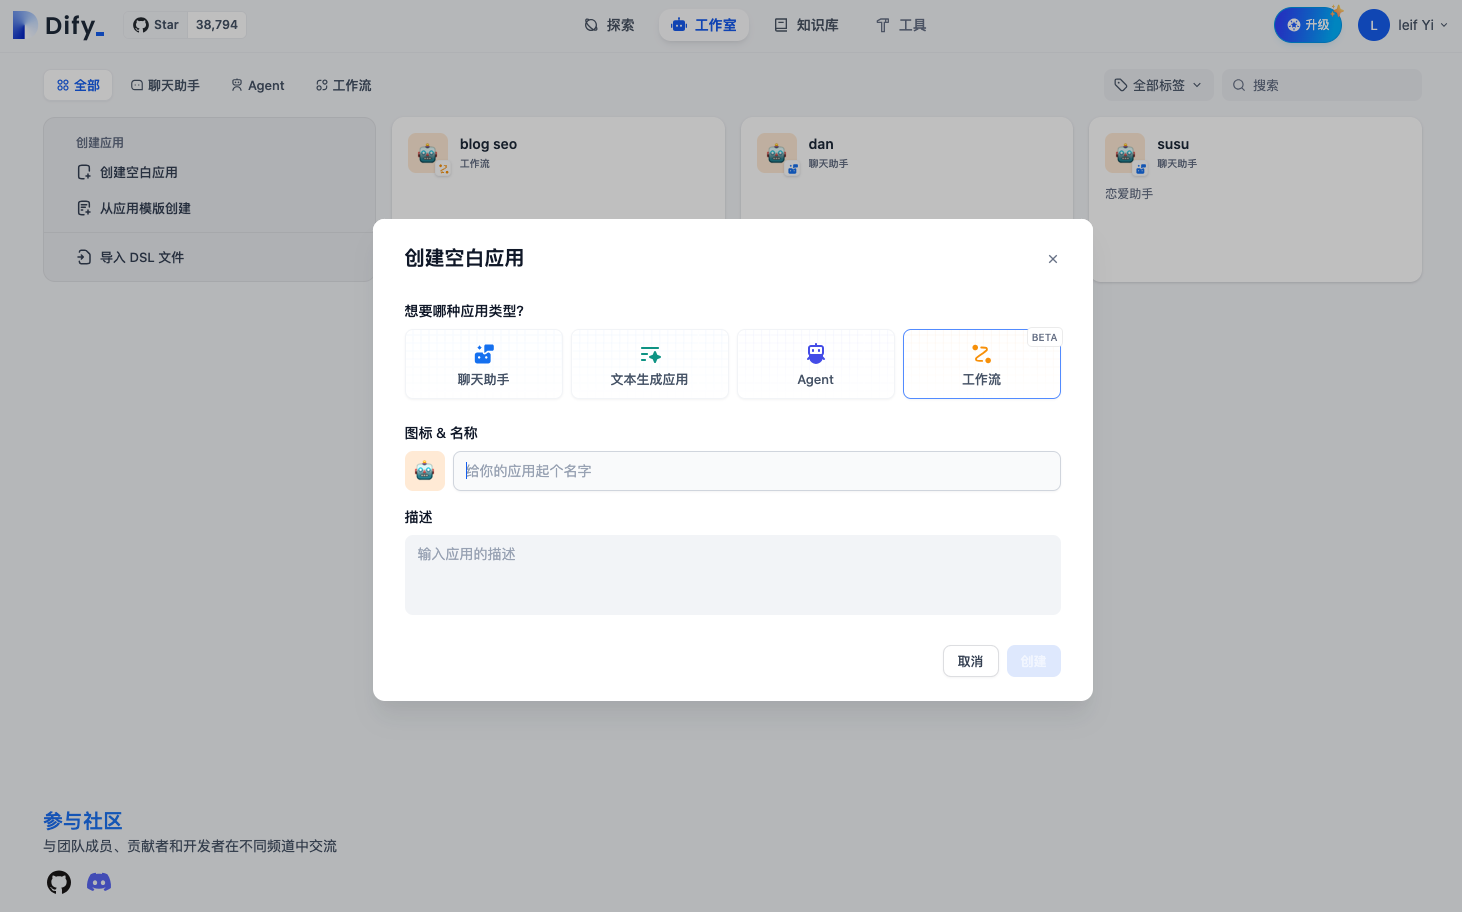 Dify_
Star 38,794
探索
工作室
知识库
工具
升级
L
leif Yi
全部
聊天助手
Agent
工作流
全部标签
搜索
创建应用
创建空白应用
从应用模版创建
导入 DSL 文件
blog seo
工作流
dan
聊天助手
susu
聊天助手
恋爱助手
创建空白应用
想要哪种应用类型?
聊天助手
文本生成应用
Agent
BETA
工作流
图标 & 名称
给你的应用起个名字
描述
输入应用的描述
取消
创建
参与社区
与团队成员、贡献者和开发者在不同频道中交流